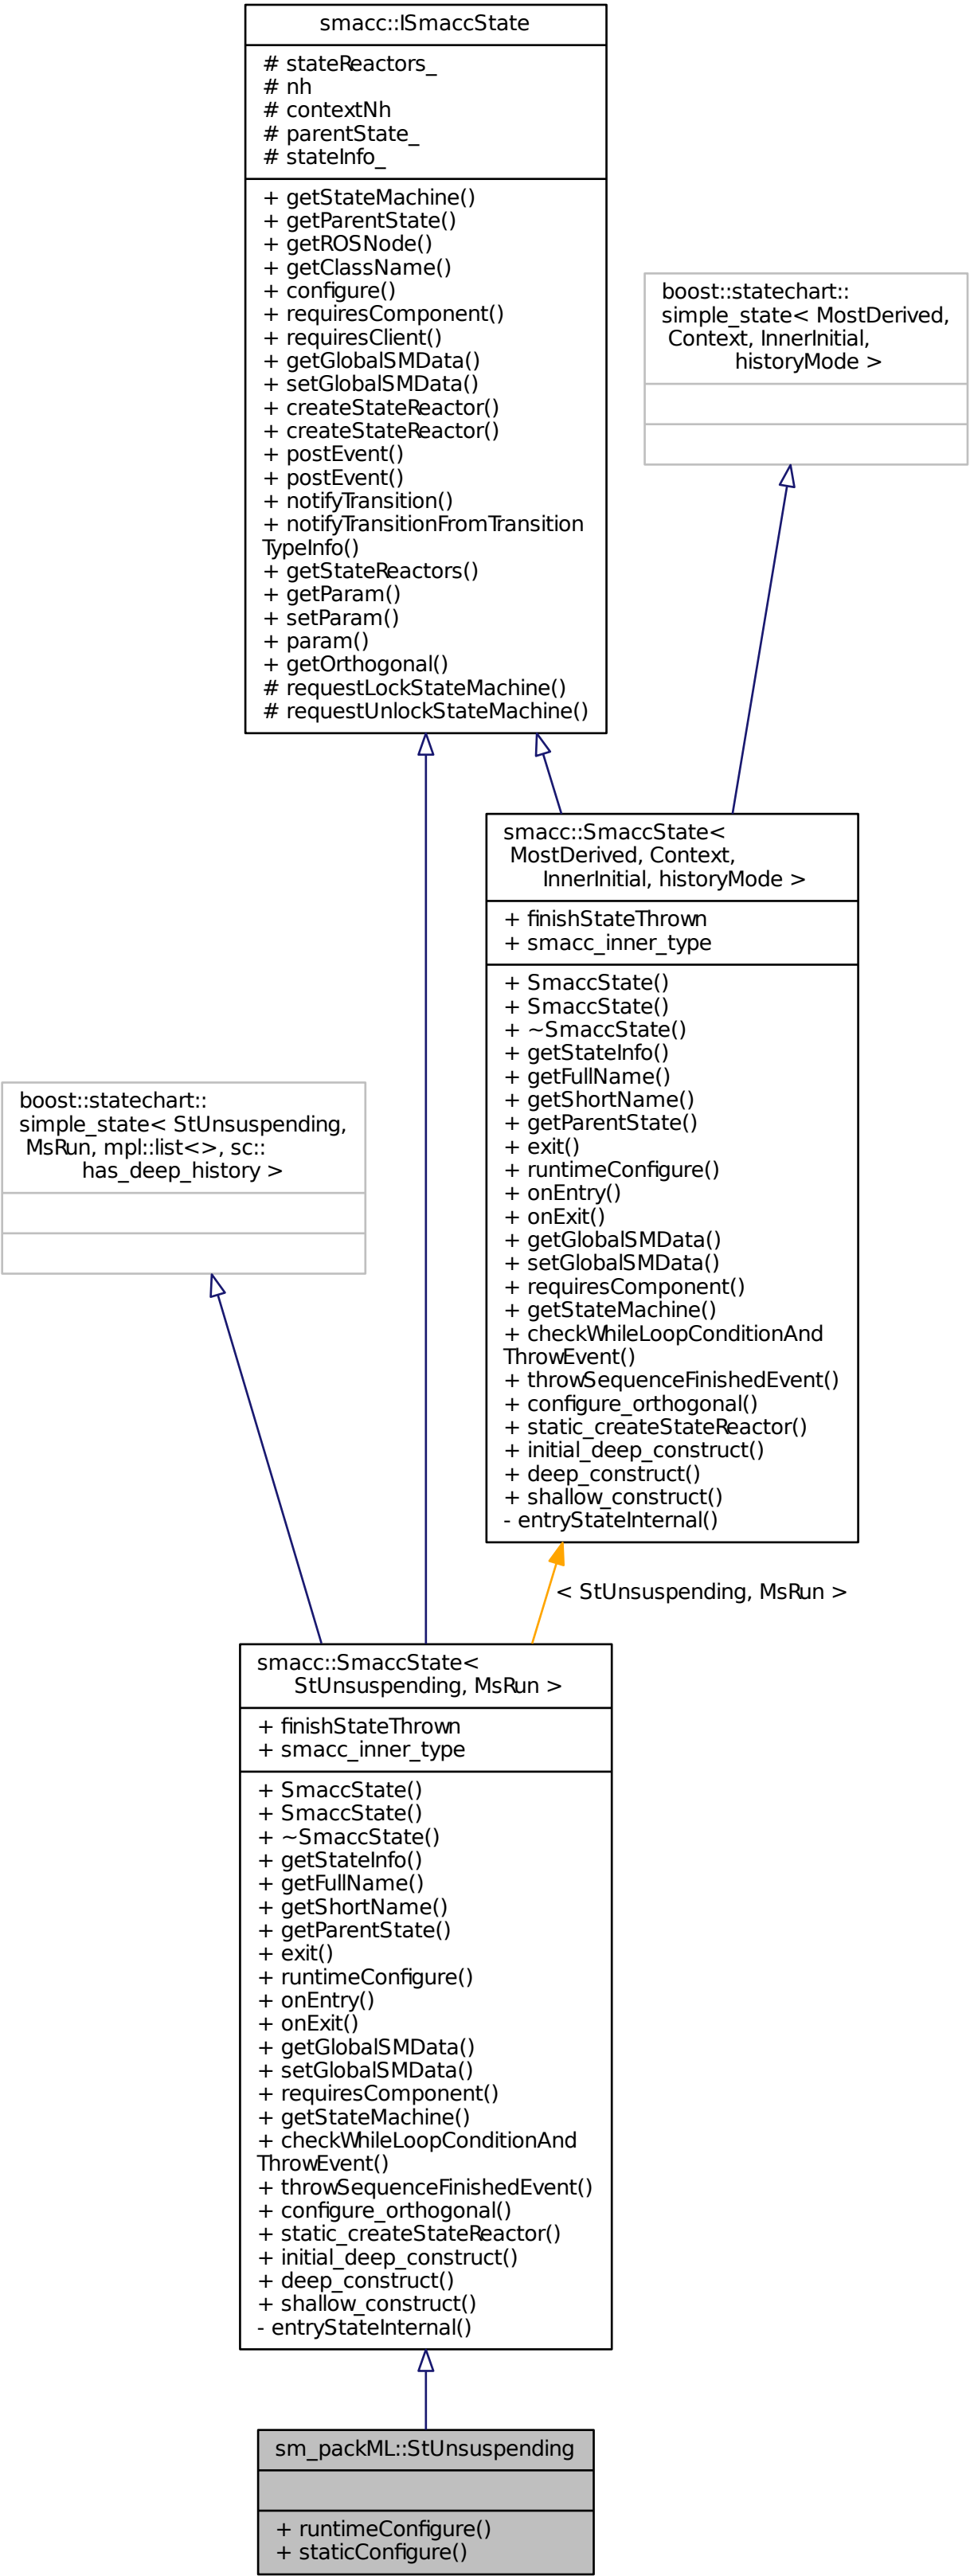 smacc::ISmaccState
# stateReactors_
# nh
# contextNh
# parentState_
# stateInfo_
+ getStateMachine()
+ getParentState()
+ getROSNode()
+ getClassName()
+ configure()
+ requiresComponent()
+ requiresClient()
+ getGlobalSMData()
+ setGlobalSMData()
+ createStateReactor()
+ createStateReactor()
+ postEvent()
+ postEvent()
+ notifyTransition()
+ notifyTransitionFromTransition
TypeInfo()
+ getStateReactors()
+ getParam()
+ setParam()
+ param()
+ getOrthogonal()
# requestLockStateMachine()
# requestUnlockStateMachine()
boost::statechart::
simple_state< MostDerived,
Context, InnerInitial,
historyMode >
smacc::SmaccState<
MostDerived, Context,
InnerInitial, historyMode >
+ finishStateThrown
+ smacc_inner_type
+ SmaccState()
+ SmaccState()
+ ~SmaccState()
+ getStateInfo()
+ getFullName()
+ getShortName()
+ getParentState()
+ exit()
+ runtimeConfigure()
+ onEntry()
+ onExit()
+ getGlobalSMData()
+ setGlobalSMData()
+ requiresComponent()
+ getStateMachine()
+ checkWhileLoopConditionAnd
ThrowEvent()
+ throwSequenceFinishedEvent()
+ configure_orthogonal()
+ static_createStateReactor()
+ initial_deep_construct()
+ deep_construct()
+ shallow_construct()
- entryStateInternal()
boost::statechart::
simple_state< StUnsuspending,
MsRun, mpl::list<>, sc::
has_deep_history >
< StUnsuspending, MsRun >
smacc::SmaccState<
StUnsuspending, MsRun >
+ finishStateThrown
+ smacc_inner_type
+ SmaccState()
+ SmaccState()
+ ~SmaccState()
+ getStateInfo()
+ getFullName()
+ getShortName()
+ getParentState()
+ exit()
+ runtimeConfigure()
+ onEntry()
+ onExit()
+ getGlobalSMData()
+ setGlobalSMData()
+ requiresComponent()
+ getStateMachine()
+ checkWhileLoopConditionAnd
ThrowEvent()
+ throwSequenceFinishedEvent()
+ configure_orthogonal()
+ static_createStateReactor()
+ initial_deep_construct()
+ deep_construct()
+ shallow_construct()
- entryStateInternal()
sm_packML::StUnsuspending
+ runtimeConfigure()
+ staticConfigure()